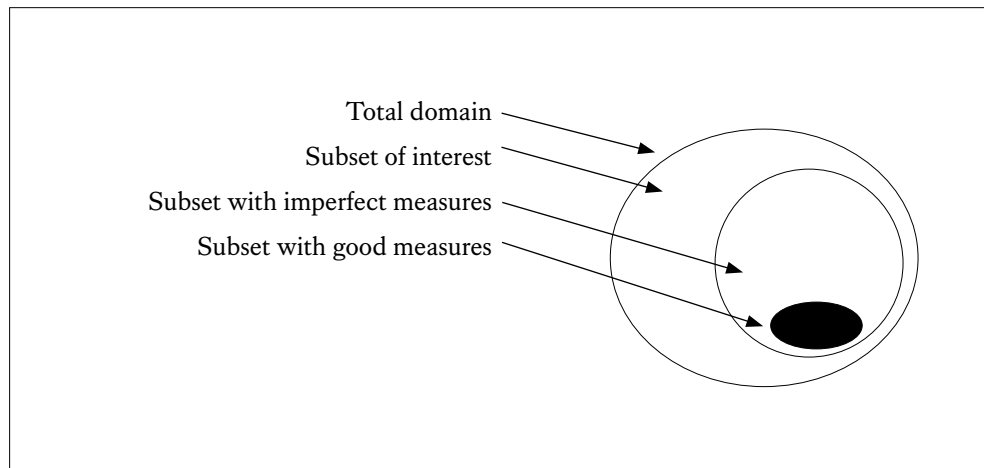 Total domain
Subset of interest
Subset with imperfect measures
Subset with good measures